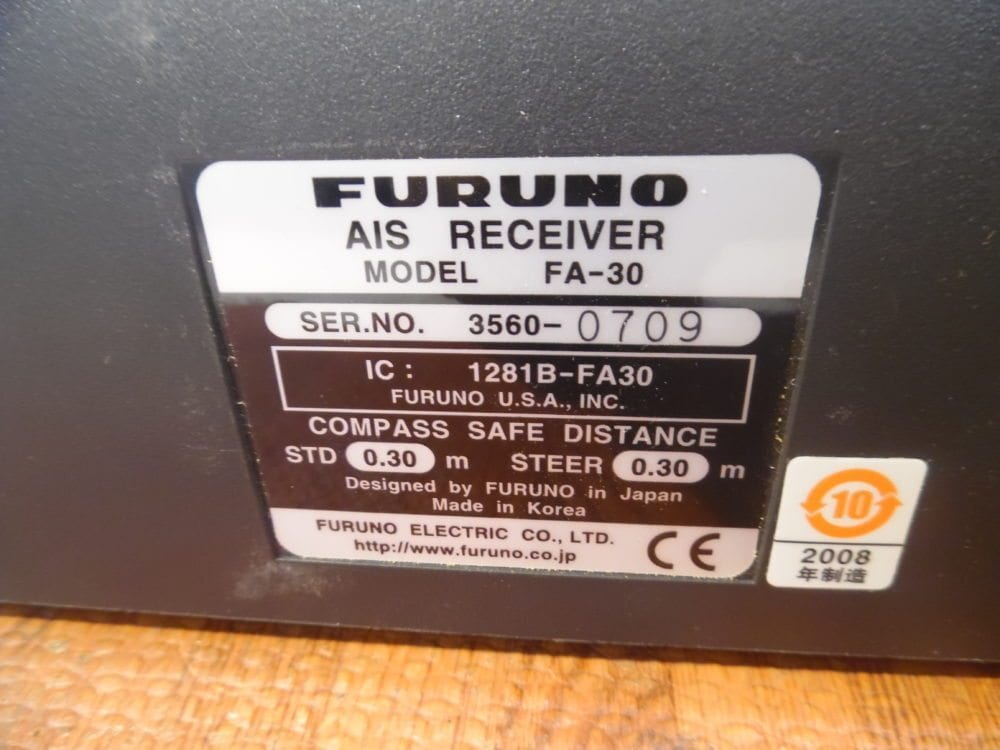 FURUNO
AIS RECEIVER
MODEL FA-30
SER.NO. 3560-0709
IC : 1281B-FA30
FURUNO U.S.A., INC.
COMPASS SAFE DISTANCE
STD 0.30 m STEER 0.30 m
Designed by FURUNO in Japan
Made in Korea
FURUNO ELECTRIC CO., LTD.
http://www.furuno.co.jp
CE
10
2008
年制造